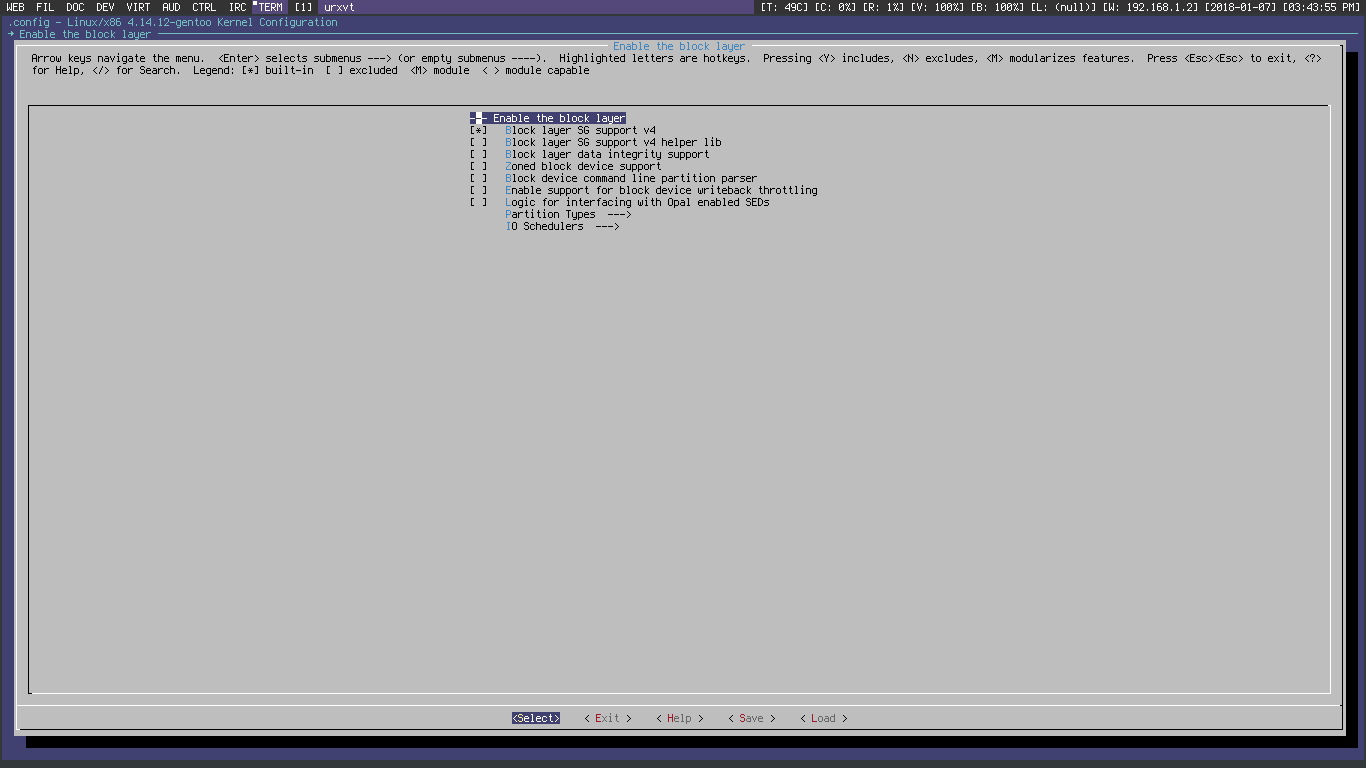 WEB FIL DOC DEV VIRT AUD CTRL IRC TERM [1] urxvt [T: 49C] [C: 0%] [R: 1%] [V: 100%] [B: 100%] [L: (null)] [W: 192.168.1.2] [2018-01-07] [03:43:55 PM]
.config - Linux/x86 4.14.12-gentoo Kernel Configuration
→ Enable the block layer
Enable the block layer
Arrow keys navigate the menu.  <Enter> selects submenus ---> (or empty submenus ----).  Highlighted letters are hotkeys.  Pressing <Y> includes, <N> excludes, <M> modularizes features.  Press <Esc><Esc> to exit, <?>
for Help, </> for Search.  Legend: [*] built-in  [ ] excluded  <M> module  < > module capable
--- Enable the block layer
[*]   Block layer SG support v4
[ ]   Block layer SG support v4 helper lib
[ ]   Block layer data integrity support
[ ]   Zoned block device support
[ ]   Block device command line partition parser
[ ]   Enable support for block device writeback throttling
[ ]   Logic for interfacing with Opal enabled SEDs
Partition Types  --->
IO Schedulers  --->
<Select>    < Exit >    < Help >    < Save >    < Load >